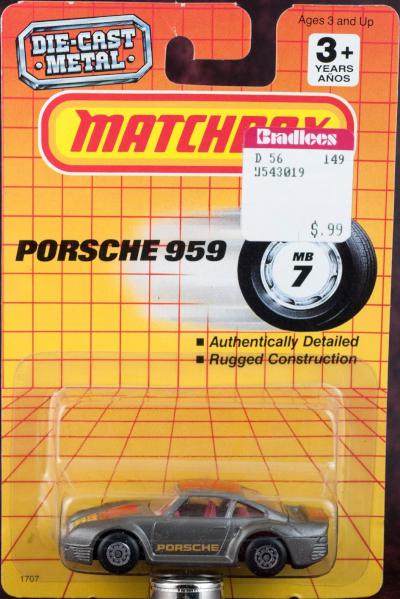 Ages 3 and Up
DIE-CAST
METAL
3+
YEARS
AÑOS
MATCHBOX
Bradlees
D 56 149
U543019
$.99
PORSCHE 959
MB
7
■ Authentically Detailed
■ Rugged Construction
PORSCHE
1707